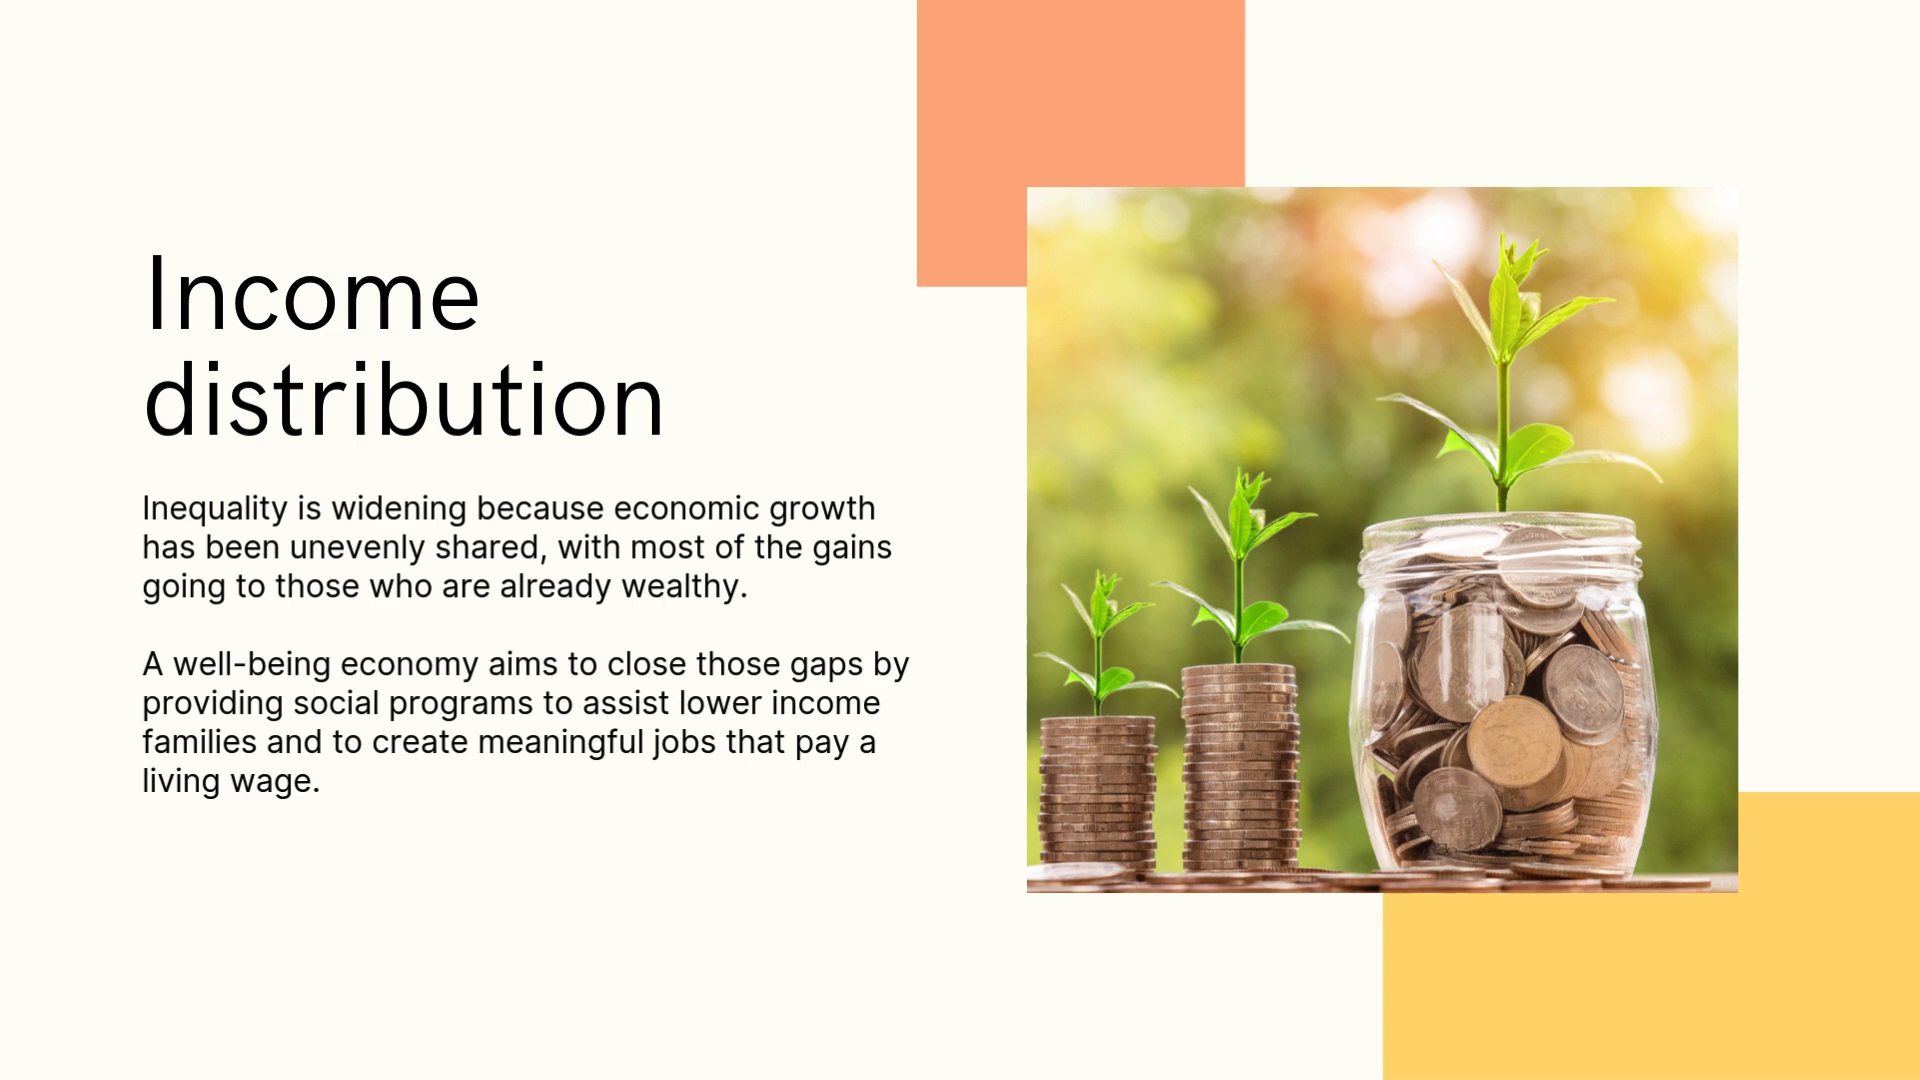 Income
distribution
Inequality is widening because economic growth
has been unevenly shared, with most of the gains
going to those who are already wealthy.
A well-being economy aims to close those gaps by
providing social programs to assist lower income
families and to create meaningful jobs that pay a
living wage.